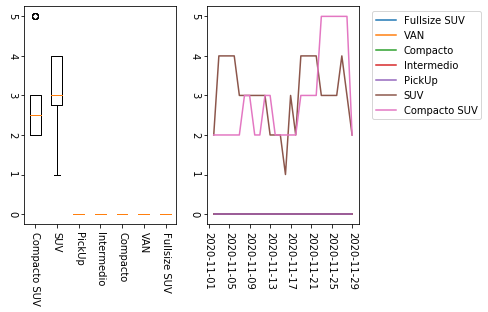 5
4
3
2
1
0
Compacto SUV
SUV
PickUp
Intermedio
Compacto
VAN
Fullsize SUV
5
4
3
2
1
0
2020-11-01
2020-11-05
2020-11-09
2020-11-13
2020-11-17
2020-11-21
2020-11-25
2020-11-29
Fullsize SUV
VAN
Compacto
Intermedio
PickUp
SUV
Compacto SUV